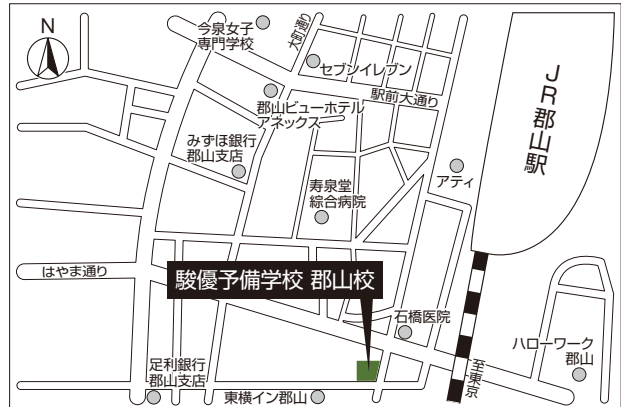 N
今泉女子
専門学校
大町通り
セブンイレブン
駅前大通り
郡山ビューホテル
アネックス
みずほ銀行
郡山支店
寿泉堂
綜合病院
アティ
JR郡山駅
はやま通り
駿優予備学校 郡山校
石橋医院
ハローワーク
郡山
至東京
足利銀行
郡山支店
東横イン郡山